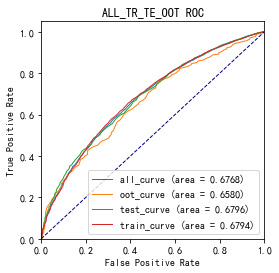 ALL_TR_TE_OOT ROC
True Positive Rate
1.0
0.8
0.6
0.4
0.2
0.0
all_curve (area = 0.6768)
oot_curve (area = 0.6580)
test_curve (area = 0.6796)
train_curve (area = 0.6794)
0.0 0.2 0.4 0.6 0.8 1.0
False Positive Rate